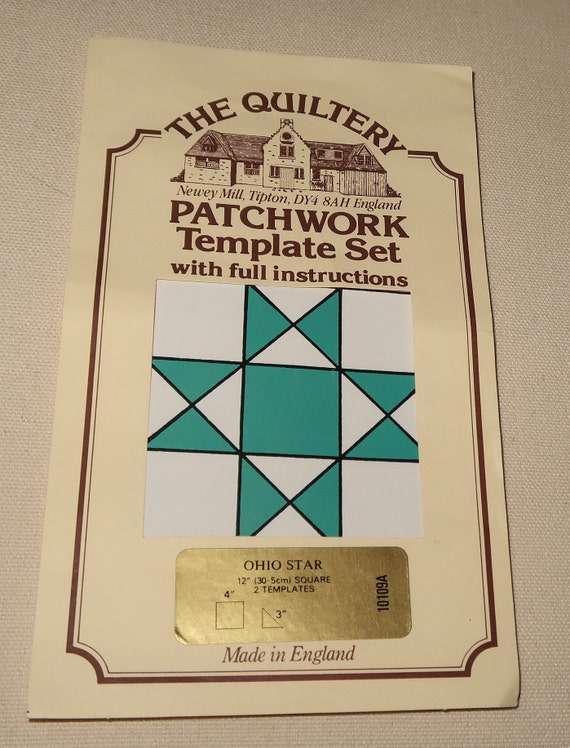 THE QUILTERY
Newey Mill, Tipton, DY4 8AH England
PATCHWORK
Template Set
with full instructions
OHIO STAR
12" (30·5cm) SQUARE
2 TEMPLATES
4"
3"
10109A
Made in England